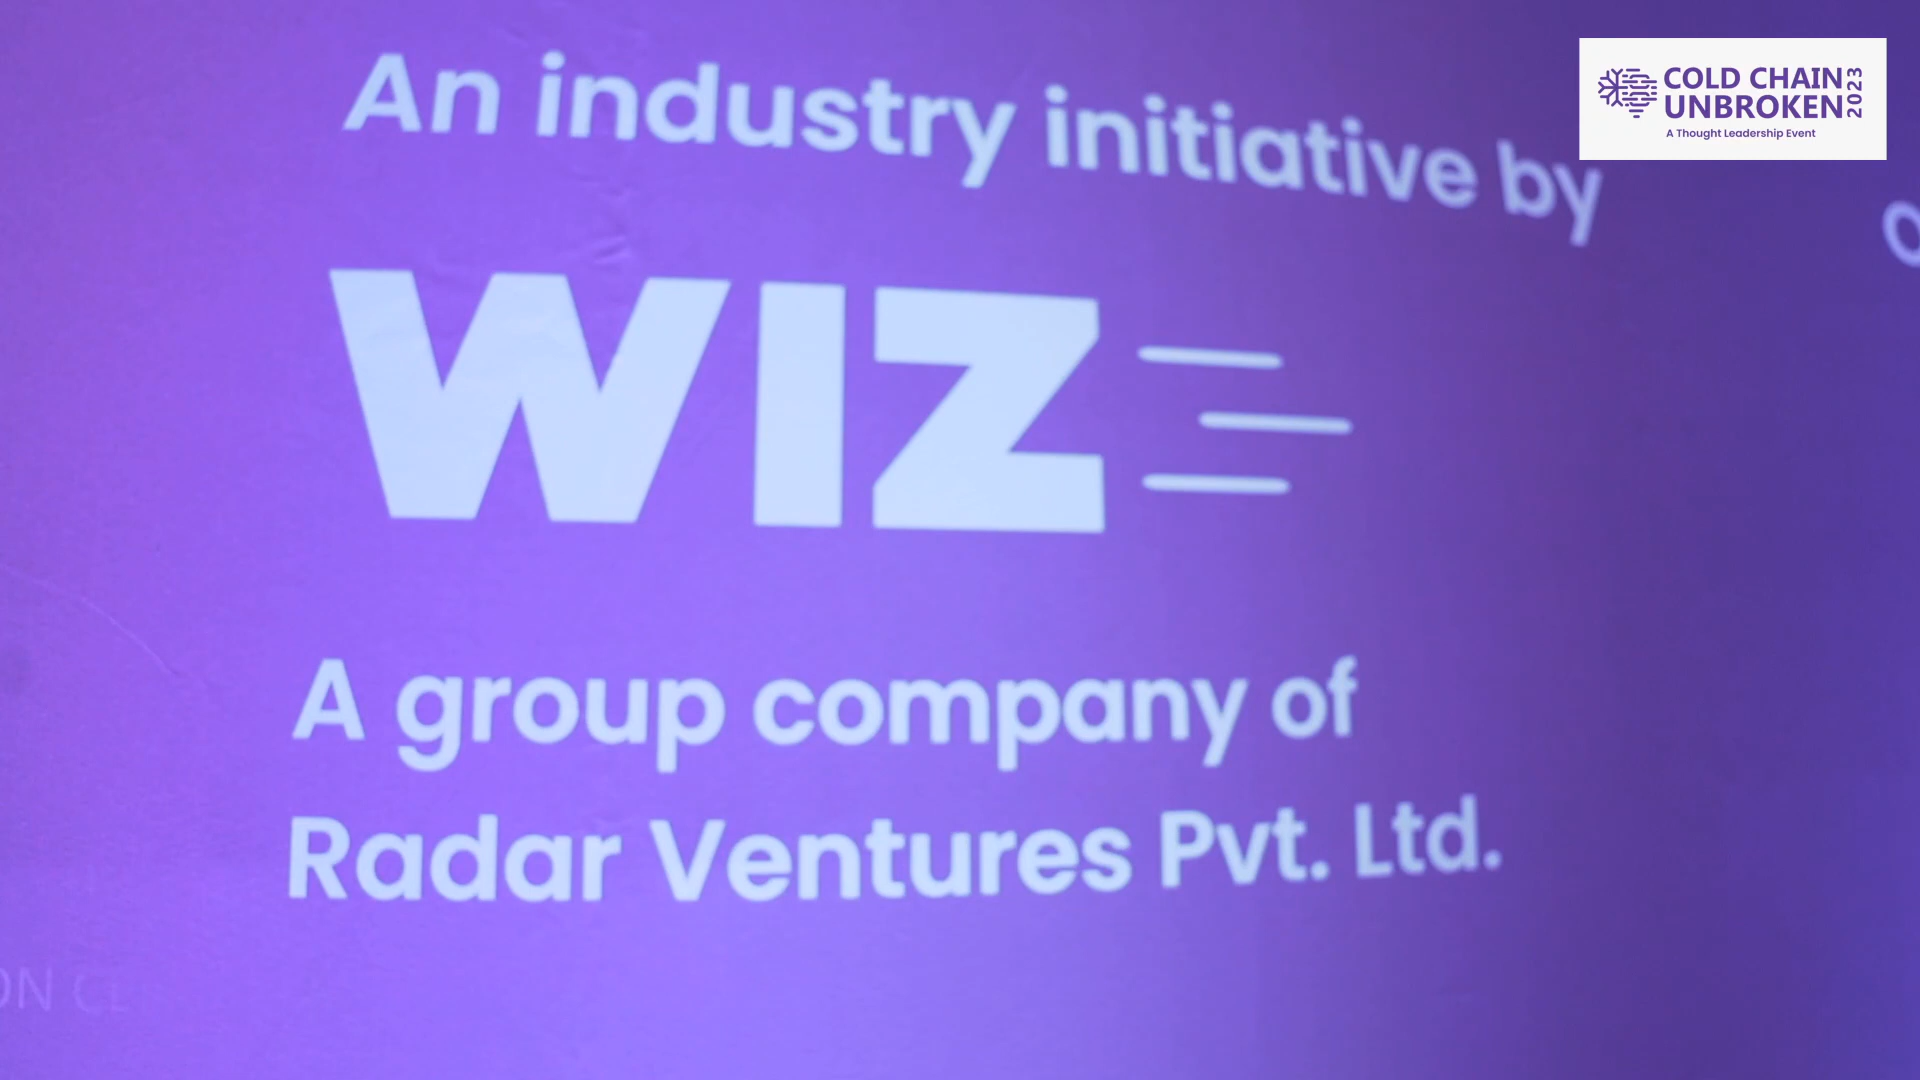 An industry initiative by
WIZ
A group company of
Radar Ventures Pvt. Ltd.
COLD CHAIN
UNBROKEN
2023
A Thought Leadership Event